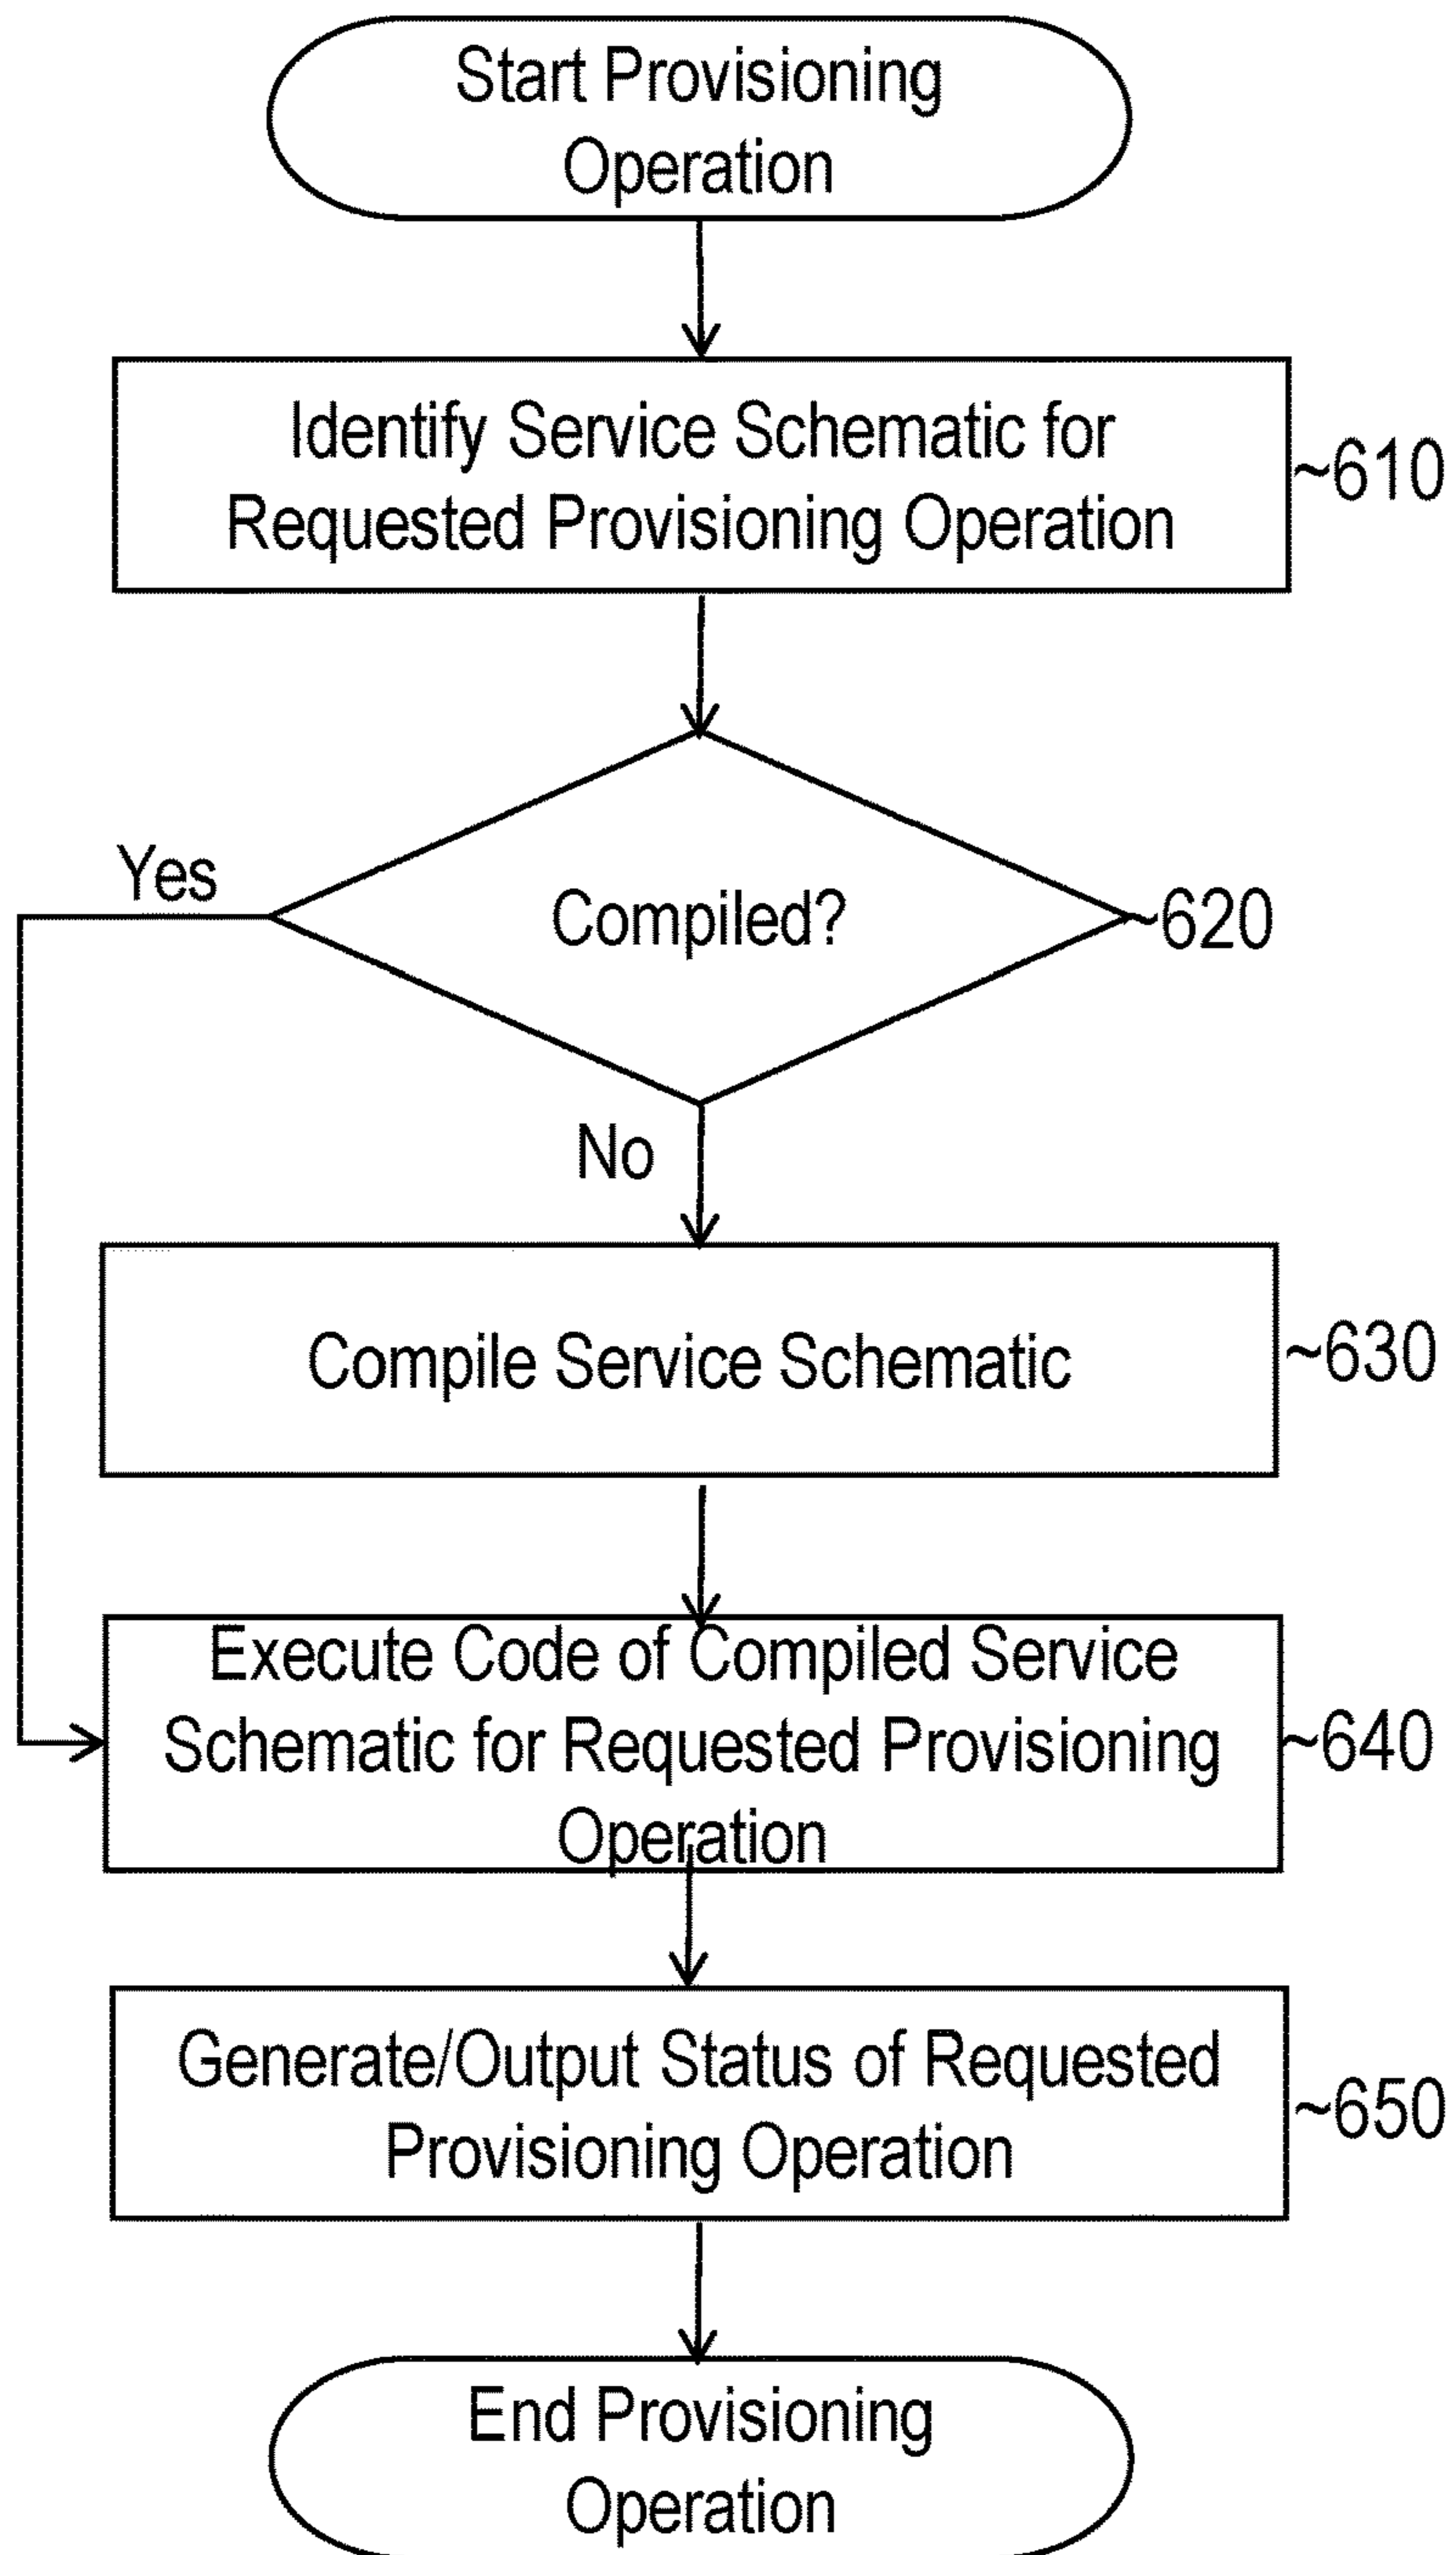 Start Provisioning
Operation
Identify Service Schematic for
Requested Provisioning Operation
~610
Yes
Compiled?
~620
No
Compile Service Schematic
~630
Execute Code of Compiled Service
Schematic for Requested Provisioning
Operation
~640
Generate/Output Status of Requested
Provisioning Operation
~650
End Provisioning
Operation